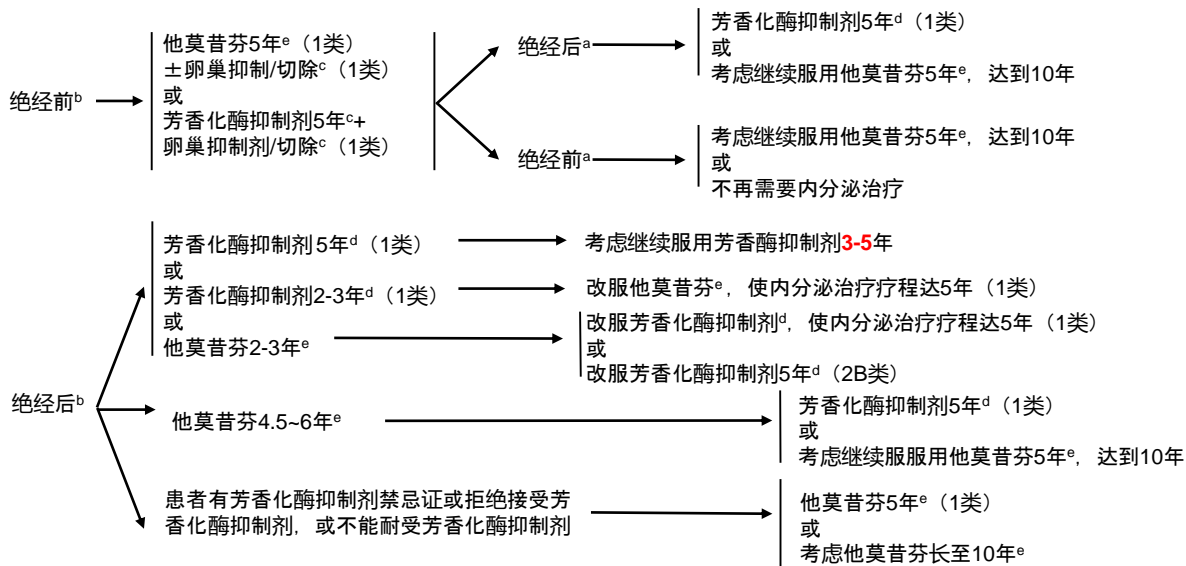 绝经前ᵇ
他莫昔芬5年ᵉ（1类）
±卵巢抑制/切除ᶜ（1类）
或
芳香化酶抑制剂5年ᶜ+
卵巢抑制剂/切除ᶜ（1类）
绝经后ᵃ
芳香化酶抑制剂5年ᵈ（1类）
或
考虑继续服用他莫昔芬5年ᵉ，达到10年
绝经前ᵃ
考虑继续服用他莫昔芬5年ᵉ，达到10年
或
不再需要内分泌治疗
绝经后ᵇ
芳香化酶抑制剂5年ᵈ（1类）
或
芳香化酶抑制剂2-3年ᵈ（1类）
或
他莫昔芬2-3年ᵉ
考虑继续服用芳香酶抑制剂3-5年
改服他莫昔芬ᵉ，使内分泌治疗疗程达5年（1类）
改服芳香化酶抑制剂ᵈ，使内分泌治疗疗程达5年（1类）
或
改服芳香化酶抑制剂5年ᵈ（2B类）
他莫昔芬4.5~6年ᵉ
芳香化酶抑制剂5年ᵈ（1类）
或
考虑继续服服用他莫昔芬5年ᵉ，达到10年
患者有芳香化酶抑制剂禁忌证或拒绝接受芳
香化酶抑制剂，或不能耐受芳香化酶抑制剂
他莫昔芬5年ᵉ（1类）
或
考虑他莫昔芬长至10年ᵉ